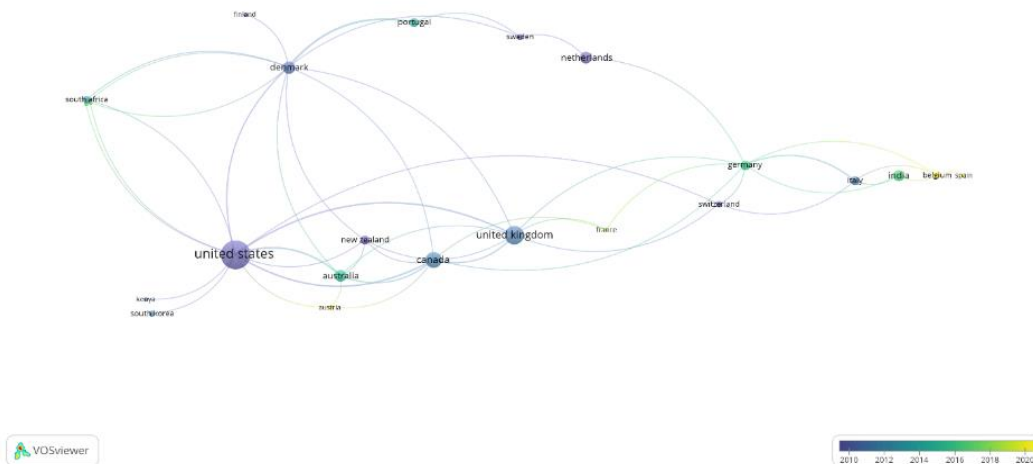 finland
portugal
sweden
netherlands
denmark
south africa
germany
italy
india
belgium
spain
switzerland
france
united kingdom
new zealand
united states
canada
australia
kenya
austria
south korea
VOSviewer
2010 2012 2014 2016 2018 2020